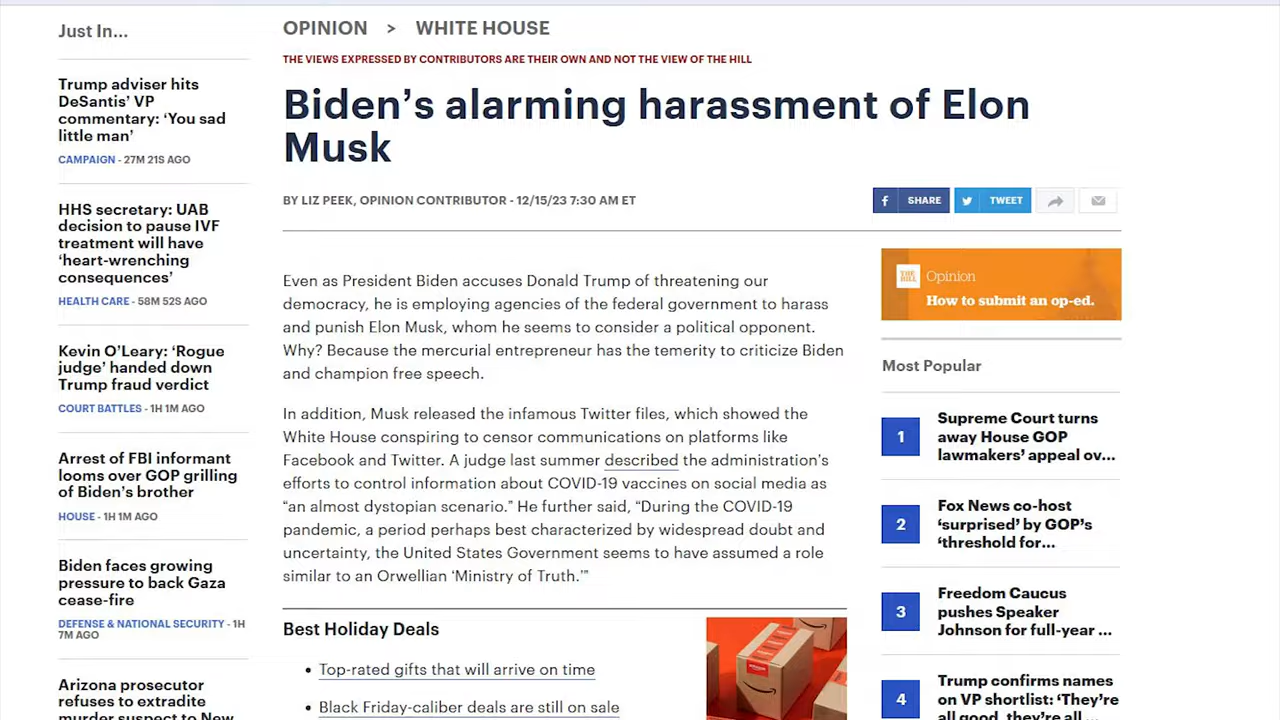 Just In...
Trump adviser hits
DeSantis’ VP
commentary: ‘You sad
little man’
CAMPAIGN - 27M 21S AGO
HHS secretary: UAB
decision to pause IVF
treatment will have
‘heart-wrenching
consequences’
HEALTH CARE - 58M 52S AGO
Kevin O’Leary: ‘Rogue
judge’ handed down
Trump fraud verdict
COURT BATTLES - 1H 1M AGO
Arrest of FBI informant
looms over GOP grilling
of Biden’s brother
HOUSE - 1H 1M AGO
Biden faces growing
pressure to back Gaza
cease-fire
DEFENSE & NATIONAL SECURITY - 1H
7M AGO
Arizona prosecutor
refuses to extradite
murder suspect to New
OPINION > WHITE HOUSE
THE VIEWS EXPRESSED BY CONTRIBUTORS ARE THEIR OWN AND NOT THE VIEW OF THE HILL
Biden’s alarming harassment of Elon
Musk
BY LIZ PEEK, OPINION CONTRIBUTOR - 12/15/23 7:30 AM ET
f SHARE TWEET
Even as President Biden accuses Donald Trump of threatening our
democracy, he is employing agencies of the federal government to harass
and punish Elon Musk, whom he seems to consider a political opponent.
Why? Because the mercurial entrepreneur has the temerity to criticize Biden
and champion free speech.
In addition, Musk released the infamous Twitter files, which showed the
White House conspiring to censor communications on platforms like
Facebook and Twitter. A judge last summer described the administration’s
efforts to control information about COVID-19 vaccines on social media as
“an almost dystopian scenario.” He further said, “During the COVID-19
pandemic, a period perhaps best characterized by widespread doubt and
uncertainty, the United States Government seems to have assumed a role
similar to an Orwellian ‘Ministry of Truth.’”
Best Holiday Deals
• Top-rated gifts that will arrive on time
• Black Friday-caliber deals are still on sale
THE HILL Opinion
How to submit an op-ed.
Most Popular
1 Supreme Court turns
away House GOP
lawmakers’ appeal ov...
2 Fox News co-host
‘surprised’ by GOP’s
‘threshold for...
3 Freedom Caucus
pushes Speaker
Johnson for full-year ...
4 Trump confirms names
on VP shortlist: ‘They’re
all good, they’re all ...